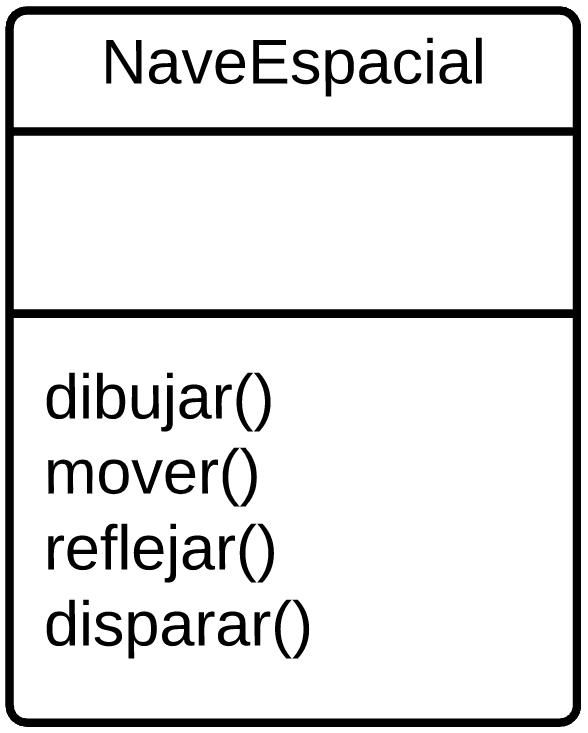 NaveEspacial
dibujar()
mover()
reflejar()
disparar()